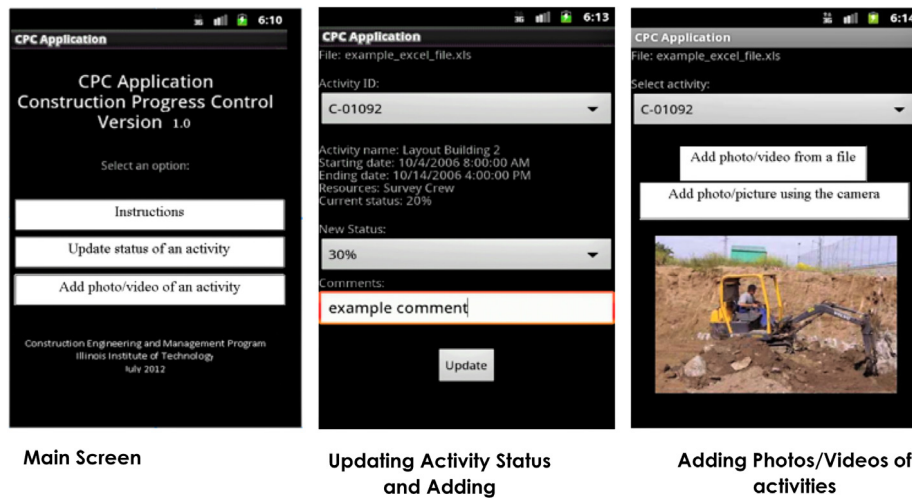 3G 6:10
CPC Application
CPC Application
Construction Progress Control
Version 1.0
Select an option:
Instructions
Update status of an activity
Add photo/video of an activity
Construction Engineering and Management Program
Illinois Institute of Technology
July 2012
Main Screen
3G 6:13
CPC Application
File: example_excel_file.xls
Activity ID:
C-01092
Activity name: Layout Building 2
Starting date: 10/4/2006 8:00:00 AM
Ending date: 10/14/2006 4:00:00 PM
Resources: Survey Crew
Current status: 20%
New Status:
30%
Comments:
example comment
Update
Updating Activity Status
and Adding
3G 6:14
CPC Application
File: example_excel_file.xls
Select activity:
C-01092
Add photo/video from a file
Add photo/picture using the camera
Adding Photos/Videos of
activities